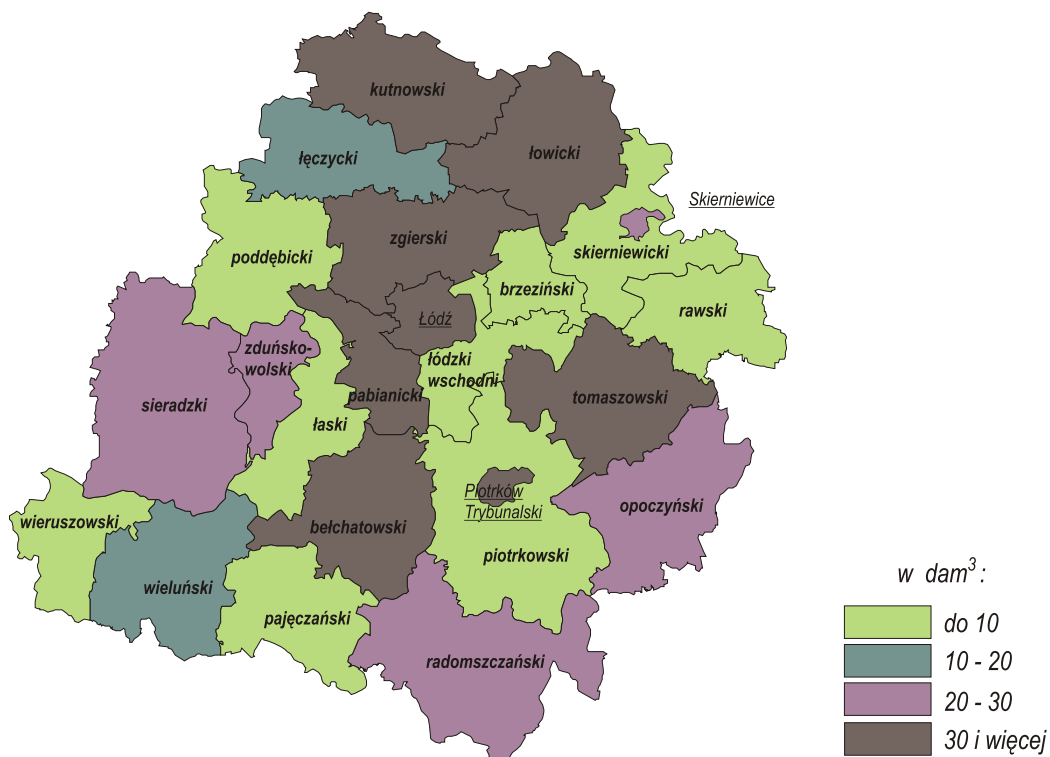 kutnowski
łowicki
łęczycki
Skierniewice
zgierski
skierniewicki
poddębicki
brzeziński
rawski
Łódź
zduńsko-
wolski
łódzki
wschodni
pabianicki
tomaszowski
sieradzki
łaski
Piotrków
Trybunalski
opoczyński
wieruszowski
bełchatowski
piotrkowski
wieluński
pajęczański
radomszczański
w dam³ :
do 10
10 - 20
20 - 30
30 i więcej